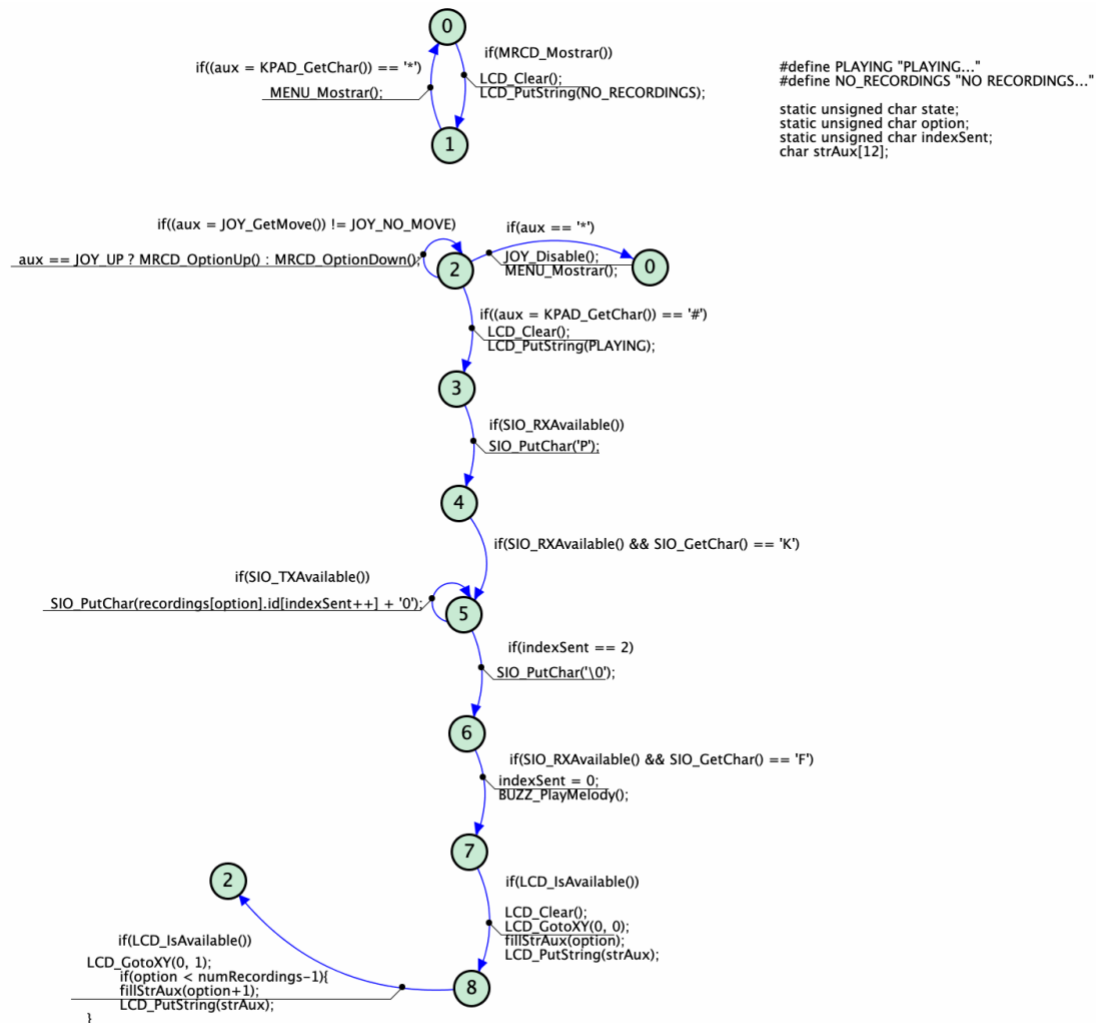 0
if(MRCD_Mostrar())
if((aux = KPAD_GetChar()) == '*')
LCD_Clear();
MENU_Mostrar();
LCD_PutString(NO_RECORDINGS);
1
#define PLAYING "PLAYING..."
#define NO_RECORDINGS "NO RECORDINGS..."
static unsigned char state;
static unsigned char option;
static unsigned char indexSent;
char strAux[12];
if((aux = JOY_GetMove()) != JOY_NO_MOVE)
if(aux == '*')
aux == JOY_UP ? MRCD_OptionUp() : MRCD_OptionDown();
2
JOY_Disable();
MENU_Mostrar();
0
if((aux = KPAD_GetChar()) == '#')
LCD_Clear();
LCD_PutString(PLAYING);
3
if(SIO_RXAvailable())
SIO_PutChar('P');
4
if(SIO_RXAvailable() && SIO_GetChar() == 'K')
if(SIO_TXAvailable())
SIO_PutChar(recordings[option].id[indexSent++] + '0');
5
if(indexSent == 2)
SIO_PutChar('\0');
6
if(SIO_RXAvailable() && SIO_GetChar() == 'F')
indexSent = 0;
BUZZ_PlayMelody();
7
2
if(LCD_IsAvailable())
LCD_Clear();
LCD_GotoXY(0, 0);
fillStrAux(option);
LCD_PutString(strAux);
if(LCD_IsAvailable())
LCD_GotoXY(0, 1);
if(option < numRecordings-1){
fillStrAux(option+1);
LCD_PutString(strAux);
}
8